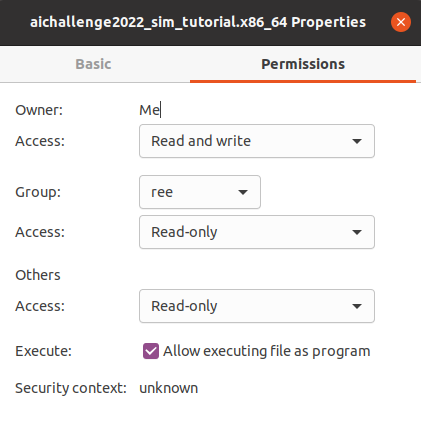 aichallenge2022_sim_tutorial.x86_64 Properties
Basic Permissions
Owner: Me
Access: Read and write
Group: ree
Access: Read-only
Others
Access: Read-only
Execute: Allow executing file as program
Security context: unknown